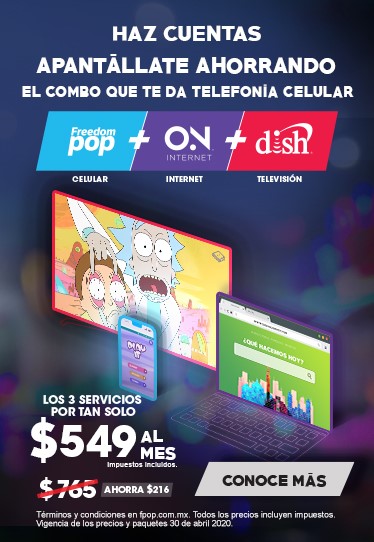 HAZ CUENTAS
APANTÁLLATE AHORRANDO
EL COMBO QUE TE DA TELEFONÍA CELULAR
Freedom
pop
+
ON
INTERNET
+
dish
CELULAR
INTERNET
TELEVISIÓN
¿QUÉ HACEMOS HOY?
PLAY IT
LOS 3 SERVICIOS
POR TAN SOLO
$549 AL MES
Impuestos incluidos.
$765 AHORRA $216
CONOCE MÁS
Términos y condiciones en fpop.com.mx. Todos los precios incluyen impuestos.
Vigencia de los precios y paquetes 30 de abril 2020.